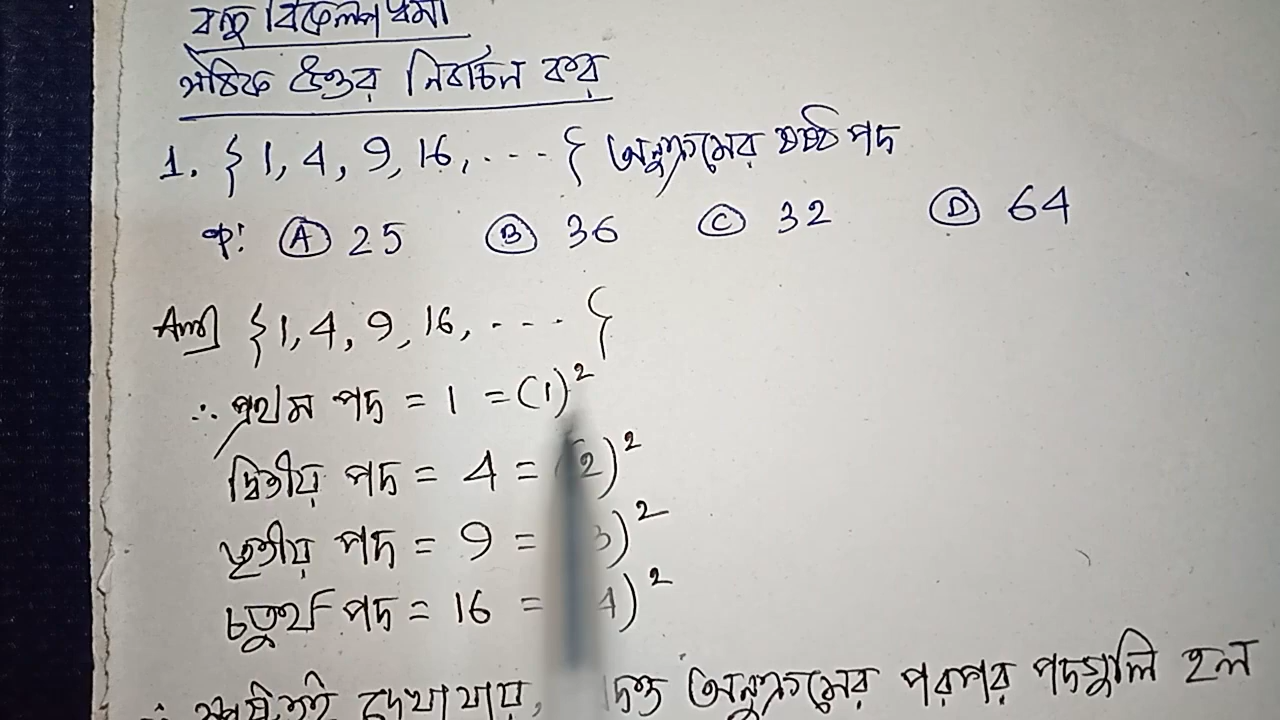 বহু বিকল্পধর্মী
সঠিক উত্তর নির্বাচন কর
1. { 1, 4, 9, 16, .... } অনুক্রমের ষষ্ঠ পদ
ক: Ⓐ 25 Ⓑ 36 Ⓒ 32 Ⓓ 64
Ans] { 1, 4, 9, 16, .... }
∴ প্রথম পদ = 1 = (1)²
দ্বিতীয় পদ = 4 = (2)²
তৃতীয় পদ = 9 = 3)²
চতুর্থ পদ = 16 = 4)²
∴ দেখা যায়, অনুক্রমের পরপর পদগুলি হল